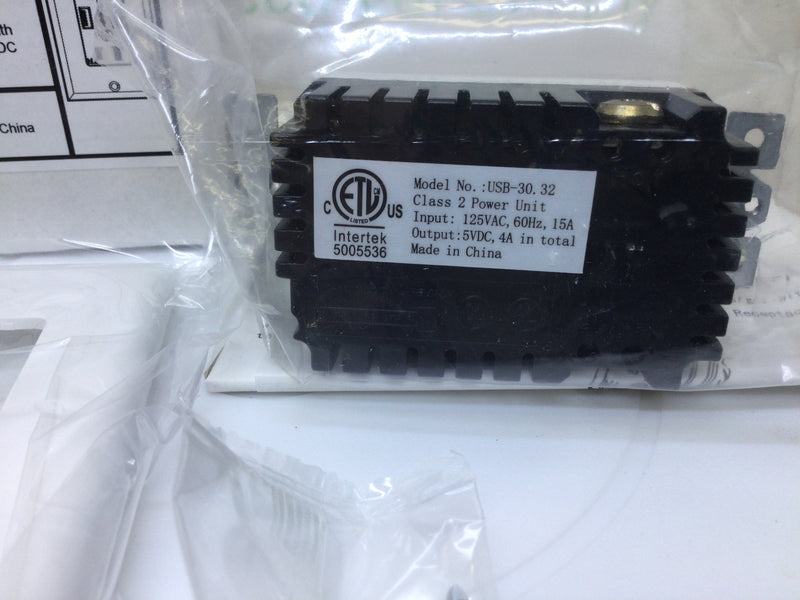 DC
China
ETL
CM
C
US
LISTED
Intertek
5005536
Model No.:USB-30.32
Class 2 Power Unit
Input: 125VAC, 60Hz, 15A
Output:5VDC, 4A in total
Made in China